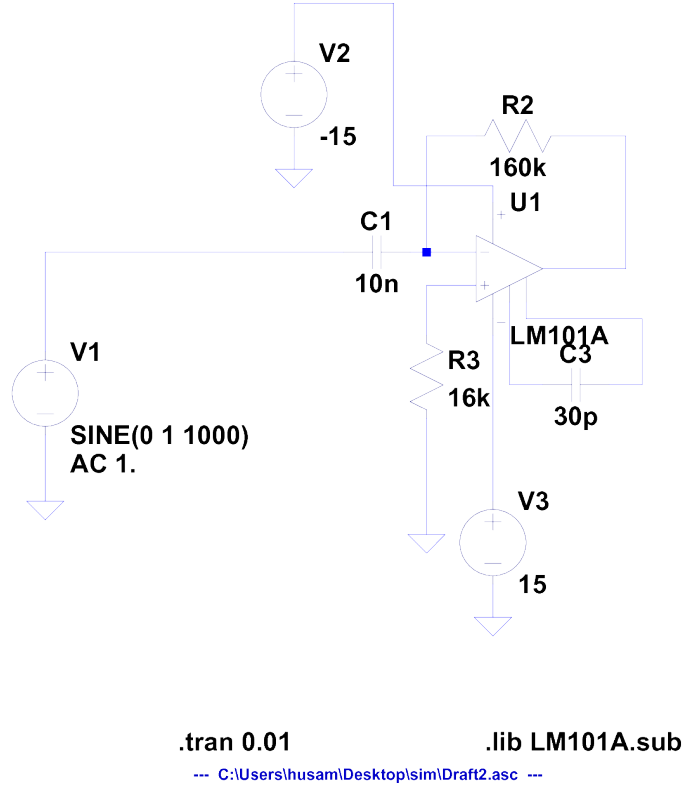 V2
-15
R2
160k
U1
C1
10n
LM101A
C3
30p
V1
SINE(0 1 1000)
AC 1.
R3
16k
V3
15
.tran 0.01
.lib LM101A.sub
--- C:\Users\husam\Desktop\sim\Draft2.asc ---